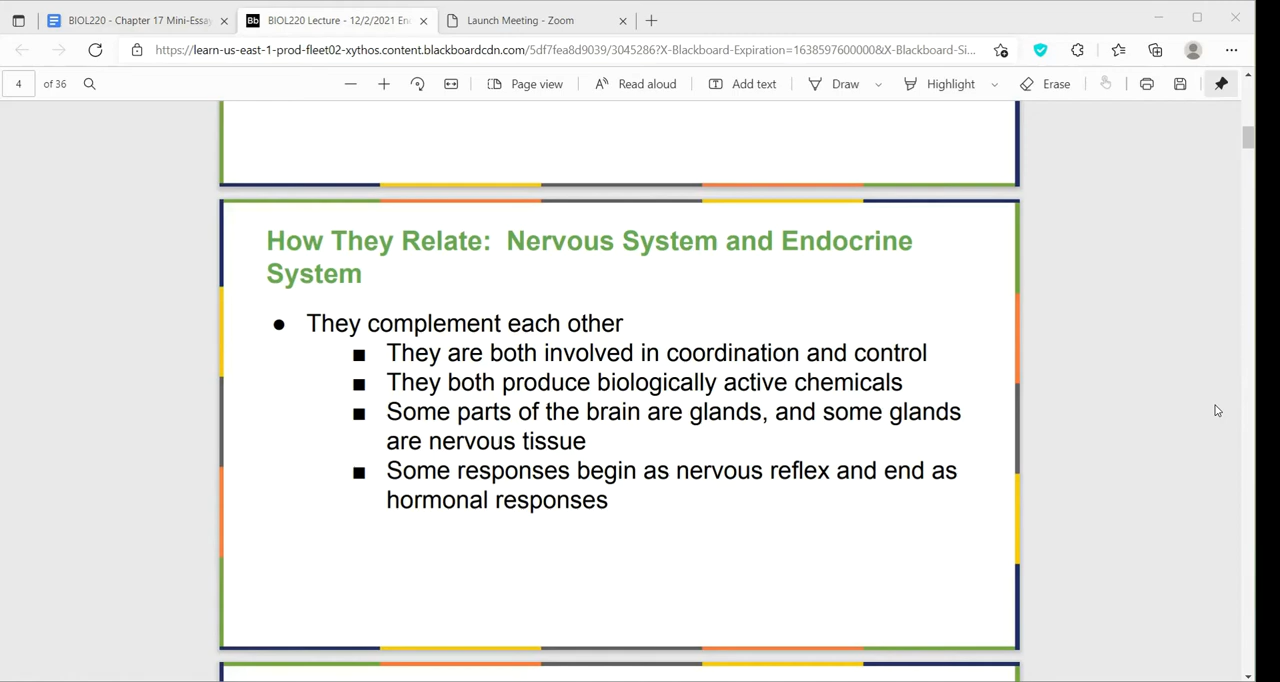 BIOL220 - Chapter 17 Mini-Essay
BIOL220 Lecture - 12/2/2021 En
Launch Meeting - Zoom
https://learn-us-east-1-prod-fleet02-xythos.content.blackboardcdn.com/5df7fea8d9039/3045286?X-Blackboard-Expiration=1638597600000&X-Blackboard-Si...
4 of 36
Page view
Read aloud
Add text
Draw
Highlight
Erase
How They Relate: Nervous System and Endocrine
System
● They complement each other
■ They are both involved in coordination and control
■ They both produce biologically active chemicals
■ Some parts of the brain are glands, and some glands
are nervous tissue
■ Some responses begin as nervous reflex and end as
hormonal responses